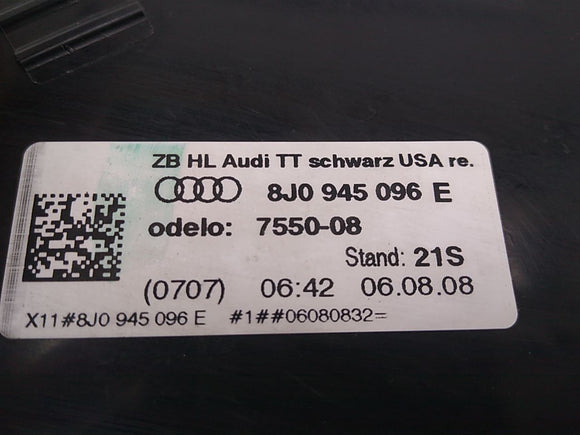 ZB HL Audi TT schwarz USA re.
8J0 945 096 E
odelo: 7550-08
Stand: 21S
(0707) 06:42 06.08.08
X11#8J0 945 096 E #1##06080832=